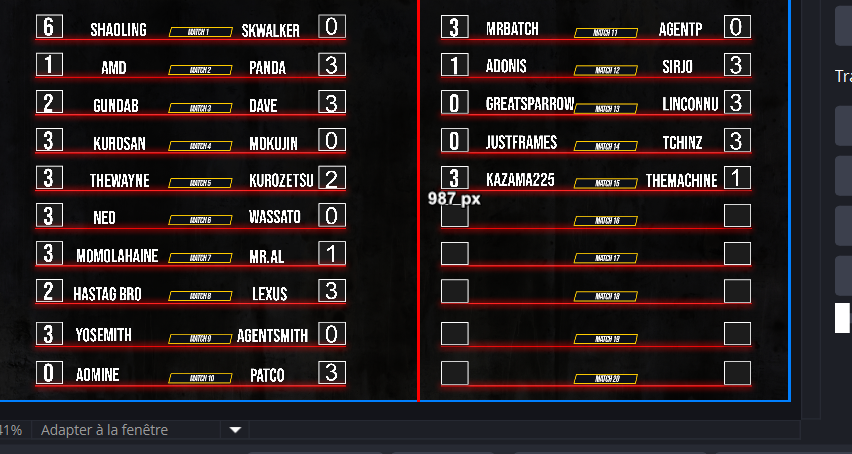 6 SHAOLING MATCH 1 SKWALKER 0
1 AMD MATCH 2 PANDA 3
2 GUNDAB MATCH 3 DAVE 3
3 KUROSAN MATCH 4 MOKUJIN 0
3 THEWAYNE MATCH 5 KUROZETSU 2
3 NEO MATCH 6 WASSATO 0
3 MOMOLAHAINE MATCH 7 MR.AL 1
2 HASTAG BRO MATCH 8 LEXUS 3
3 YOSEMITH MATCH 9 AGENTSMITH 0
0 AOMINE MATCH 10 PATCO 3
3 MRBATCH MATCH 11 AGENTP 0
1 ADONIS MATCH 12 SIRJO 3
0 GREATSPARROW MATCH 13 LINCONNU 3
0 JUSTFRAMES MATCH 14 TCHINZ 3
3 KAZAMA225 MATCH 15 THEMACHINE 1
987 px
MATCH 16
MATCH 17
MATCH 18
MATCH 19
MATCH 20
Tra
41% Adapter à la fenêtre